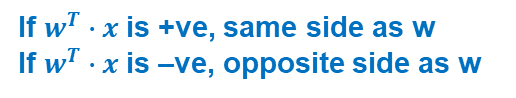 If wᵀ · x is +ve, same side as w
If wᵀ · x is –ve, opposite side as w